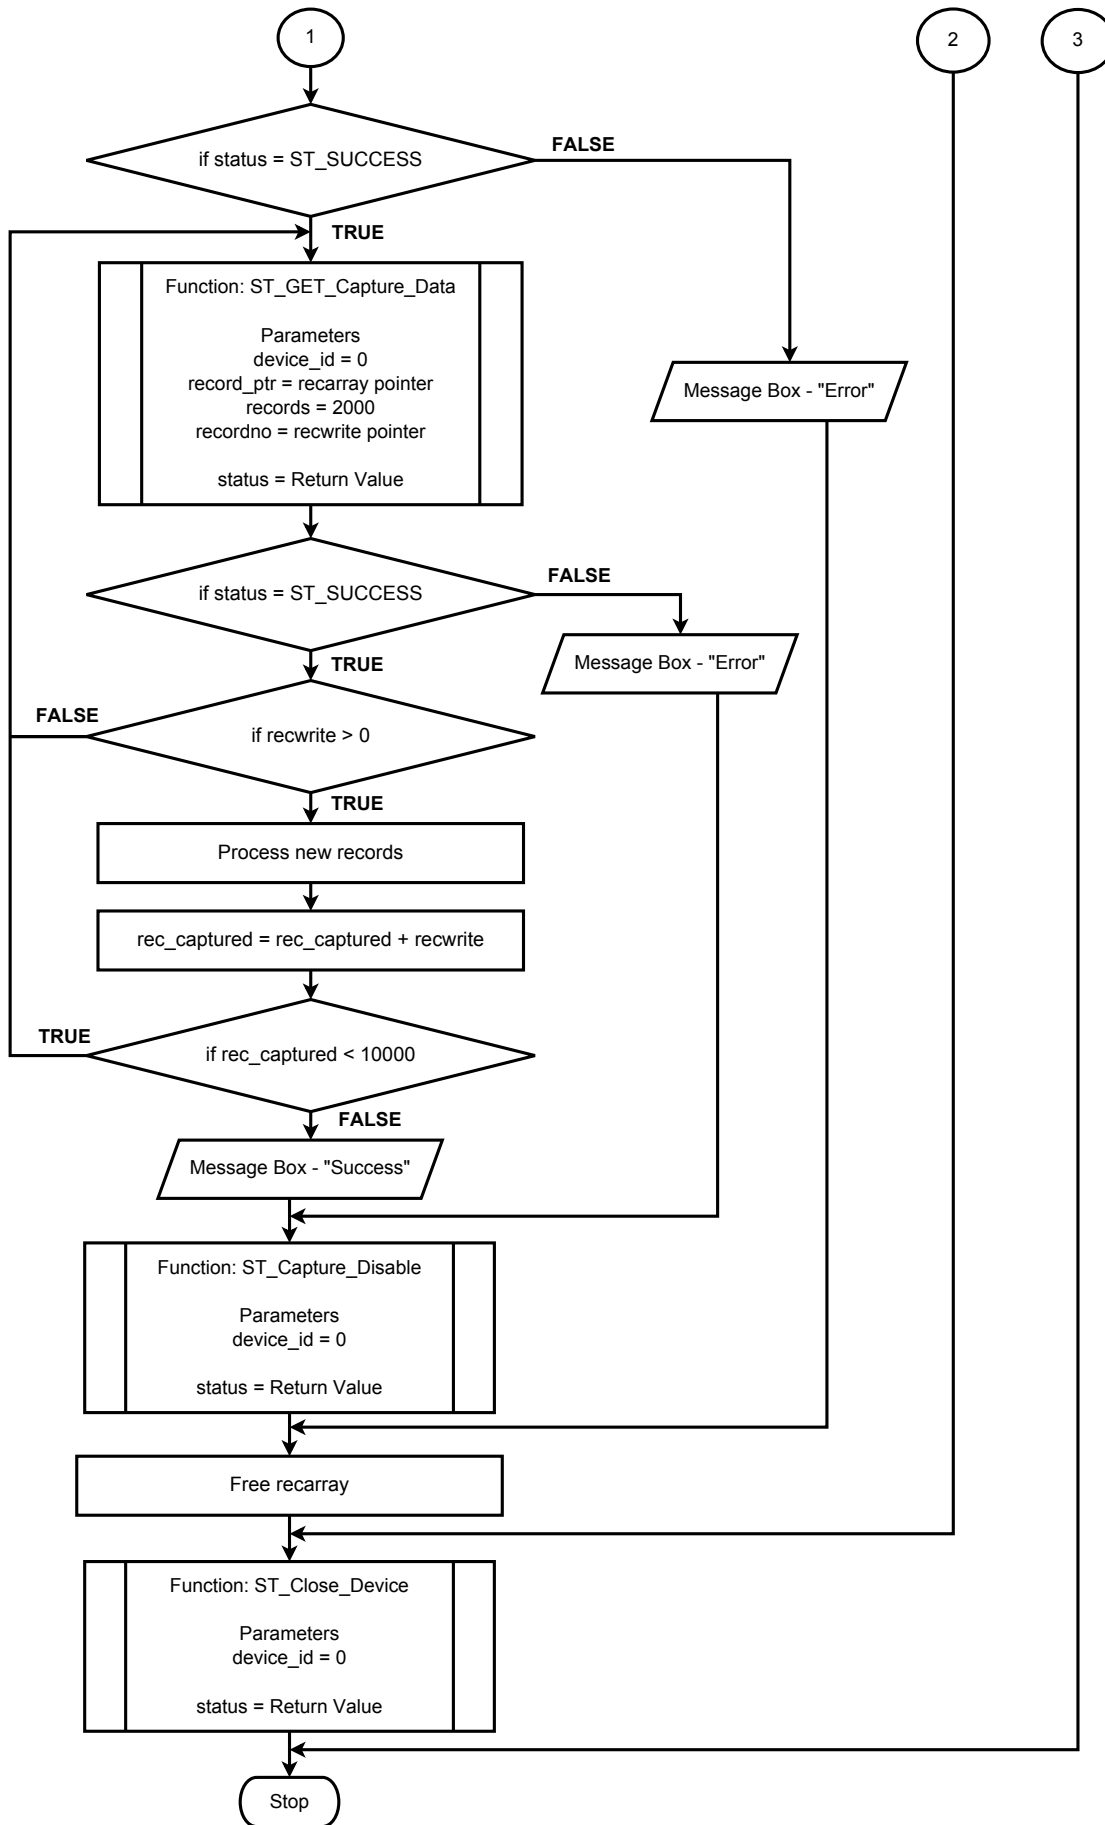 1
2
3
if status = ST_SUCCESS
FALSE
TRUE
Function: ST_GET_Capture_Data
Parameters
device_id = 0
record_ptr = recarray pointer
records = 2000
recordno = recwrite pointer
status = Return Value
Message Box - "Error"
if status = ST_SUCCESS
FALSE
Message Box - "Error"
TRUE
FALSE
if recwrite > 0
TRUE
Process new records
rec_captured = rec_captured + recwrite
TRUE
if rec_captured < 10000
FALSE
Message Box - "Success"
Function: ST_Capture_Disable
Parameters
device_id = 0
status = Return Value
Free recarray
Function: ST_Close_Device
Parameters
device_id = 0
status = Return Value
Stop